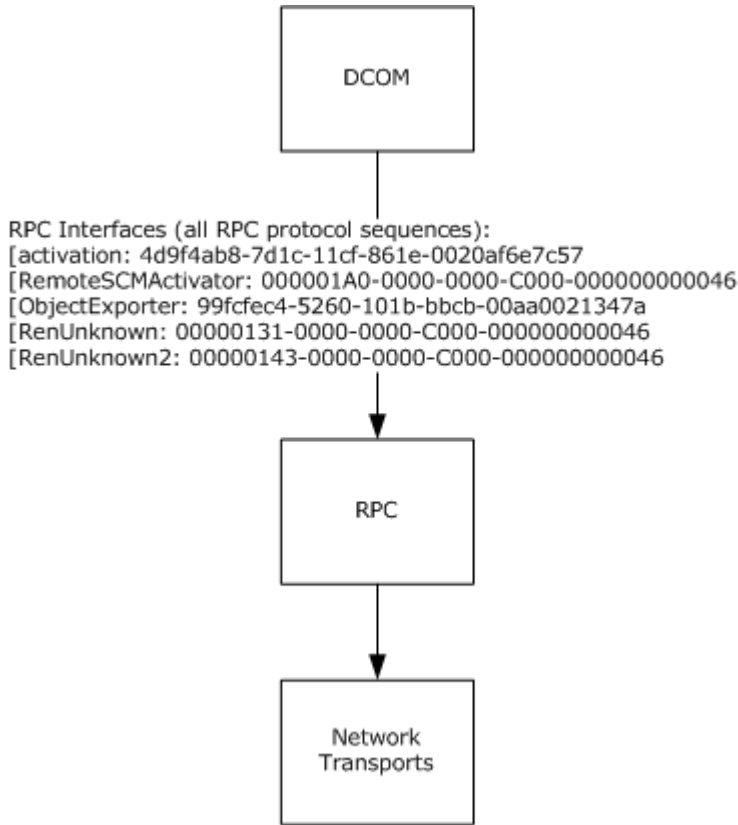 DCOM
RPC Interfaces (all RPC protocol sequences):
[activation: 4d9f4ab8-7d1c-11cf-861e-0020af6e7c57
[RemoteSCMActivator: 000001A0-0000-0000-C000-000000000046
[ObjectExporter: 99fcfec4-5260-101b-bbcb-00aa0021347a
[RenUnknown: 00000131-0000-0000-C000-000000000046
[RenUnknown2: 00000143-0000-0000-C000-000000000046
RPC
Network
Transports